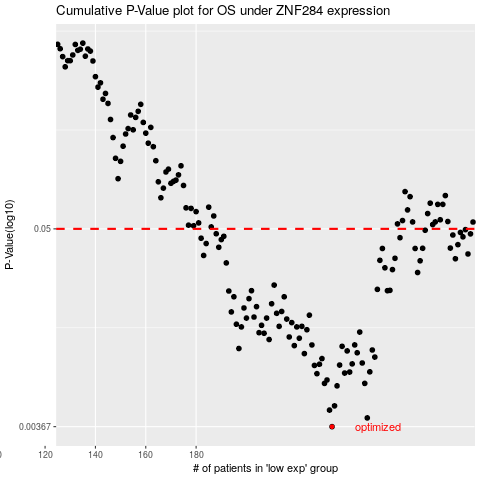 Cumulative P-Value plot for OS under ZNF284 expression
P-Value(log10)
0.05
0.00367
optimized
0 120 140 160 180
# of patients in 'low exp' group